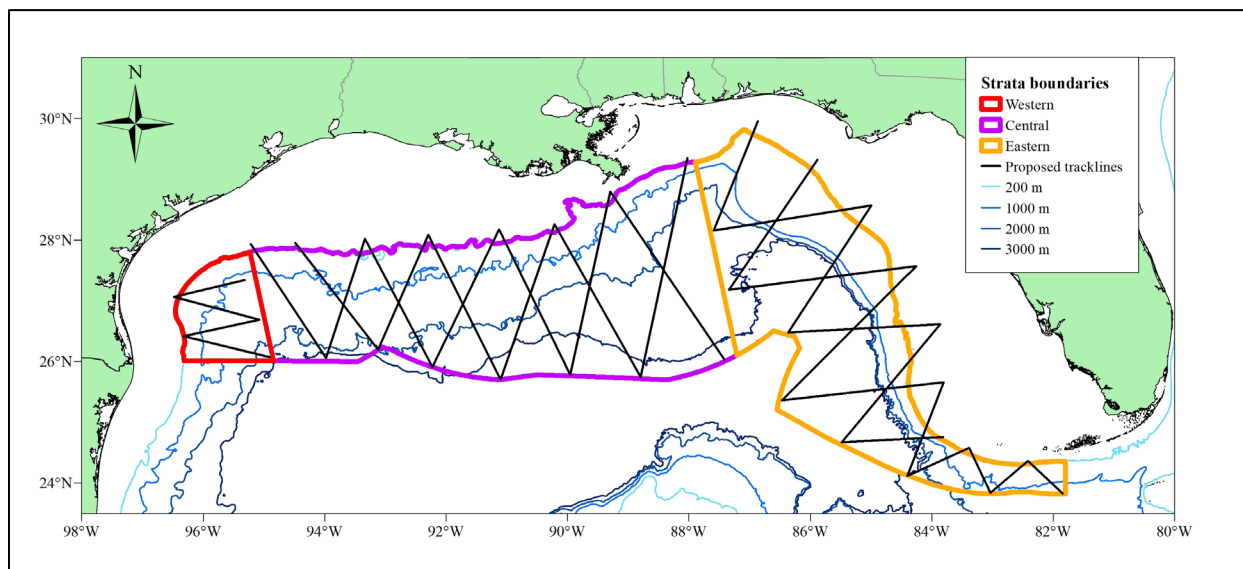 N
Strata boundaries
Western
Central
Eastern
Proposed tracklines
200 m
1000 m
2000 m
3000 m
30°N
28°N
26°N
24°N
98°W 96°W 94°W 92°W 90°W 88°W 86°W 84°W 82°W 80°W